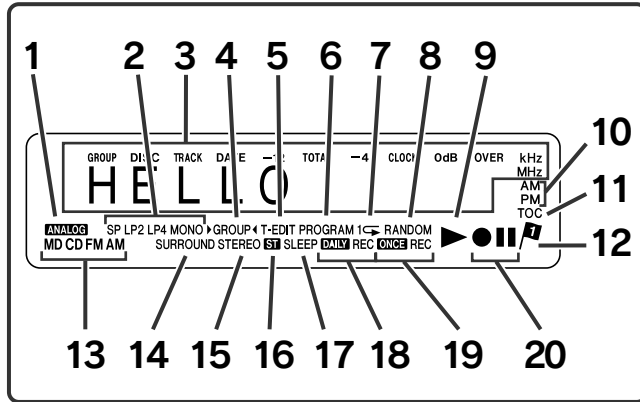 1 2 3 4 5 6 7 8 9
10
11
12
GROUP DISC TRACK DATE -12 TOTAL -4 CLOCK 0dB OVER kHz
MHz
HELLO
AM
PM
TOC
ANALOG SP LP2 LP4 MONO GROUP T-EDIT PROGRAM 1 RANDOM
MD CD FM AM SURROUND STEREO ST SLEEP DAILY REC ONCE REC 1
13 14 15 16 17 18 19 20